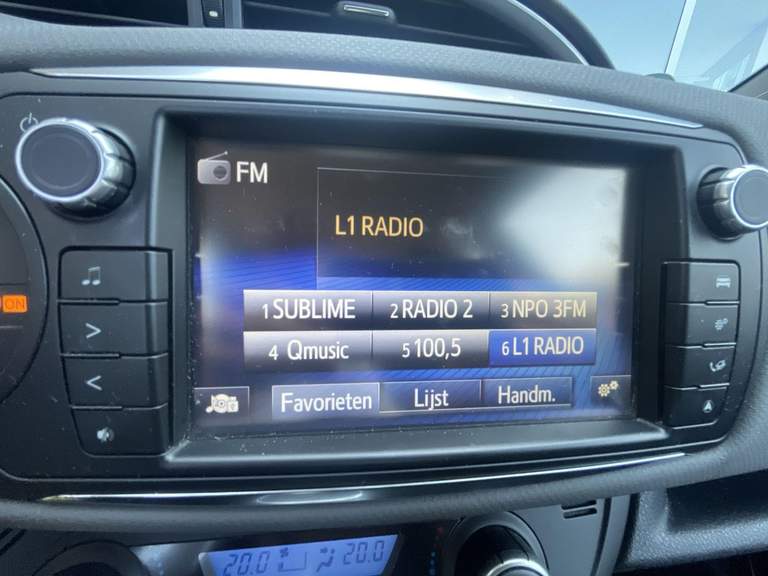 FM
L1 RADIO
1 SUBLIME 2 RADIO 2 3 NPO 3FM
4 Qmusic 5 100,5 6 L1 RADIO
Favorieten Lijst Handm.
ON
20.0 20.0